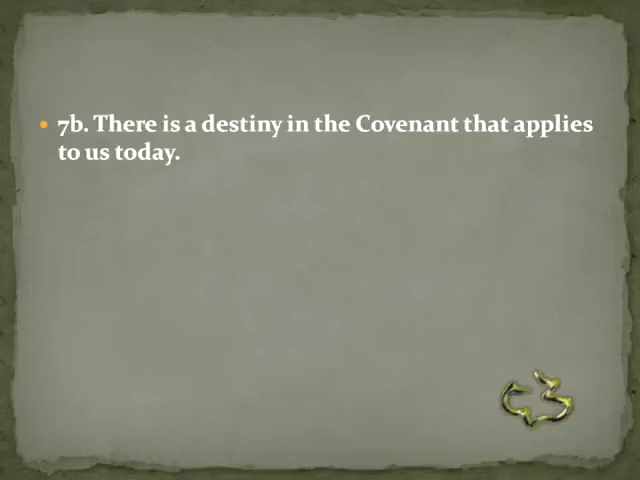 • 7b. There is a destiny in the Covenant that applies
to us today.